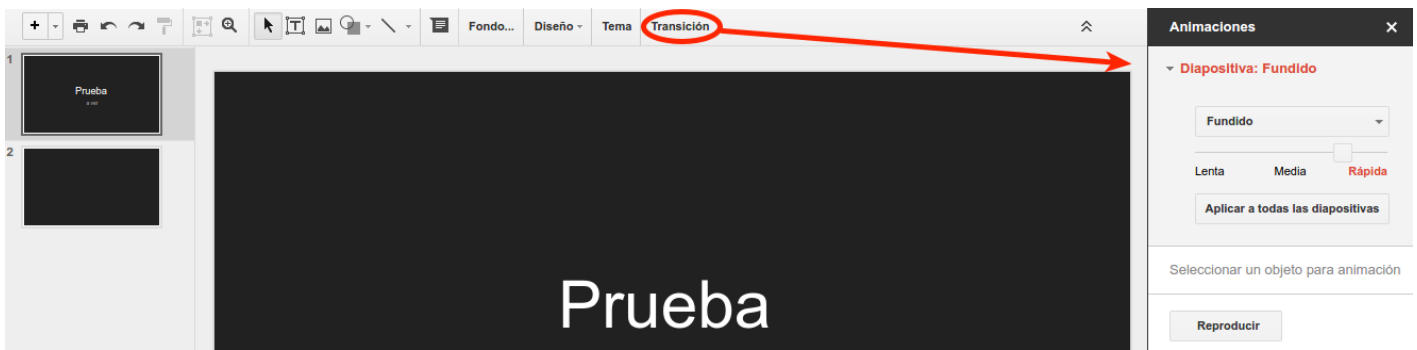 Fondo... Diseño Tema Transición
Animaciones
Diapositiva: Fundido
Fundido
Lenta Media Rápida
Aplicar a todas las diapositivas
Seleccionar un objeto para animación
Reproducir
1
Prueba
a ver
2
Prueba